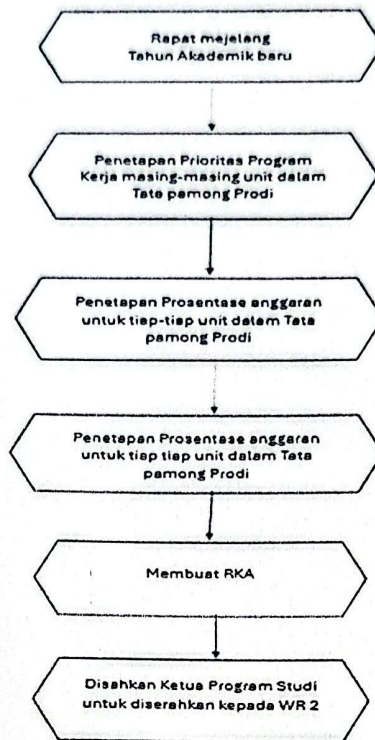 Rapat mejelang
Tahun Akademik baru
Penetapan Prioritas Program
Kerja masing-masing unit dalam
Tata pamong Prodi
Penetapan Prosentase anggaran
untuk tiap-tiap unit dalam Tata
pamong Prodi
Penetapan Prosentase anggaran
untuk tiap tiap unit dalam Tata
pamong Prodi
Membuat RKA
Disahkan Ketua Program Studi
untuk diserahkan kepada WR 2